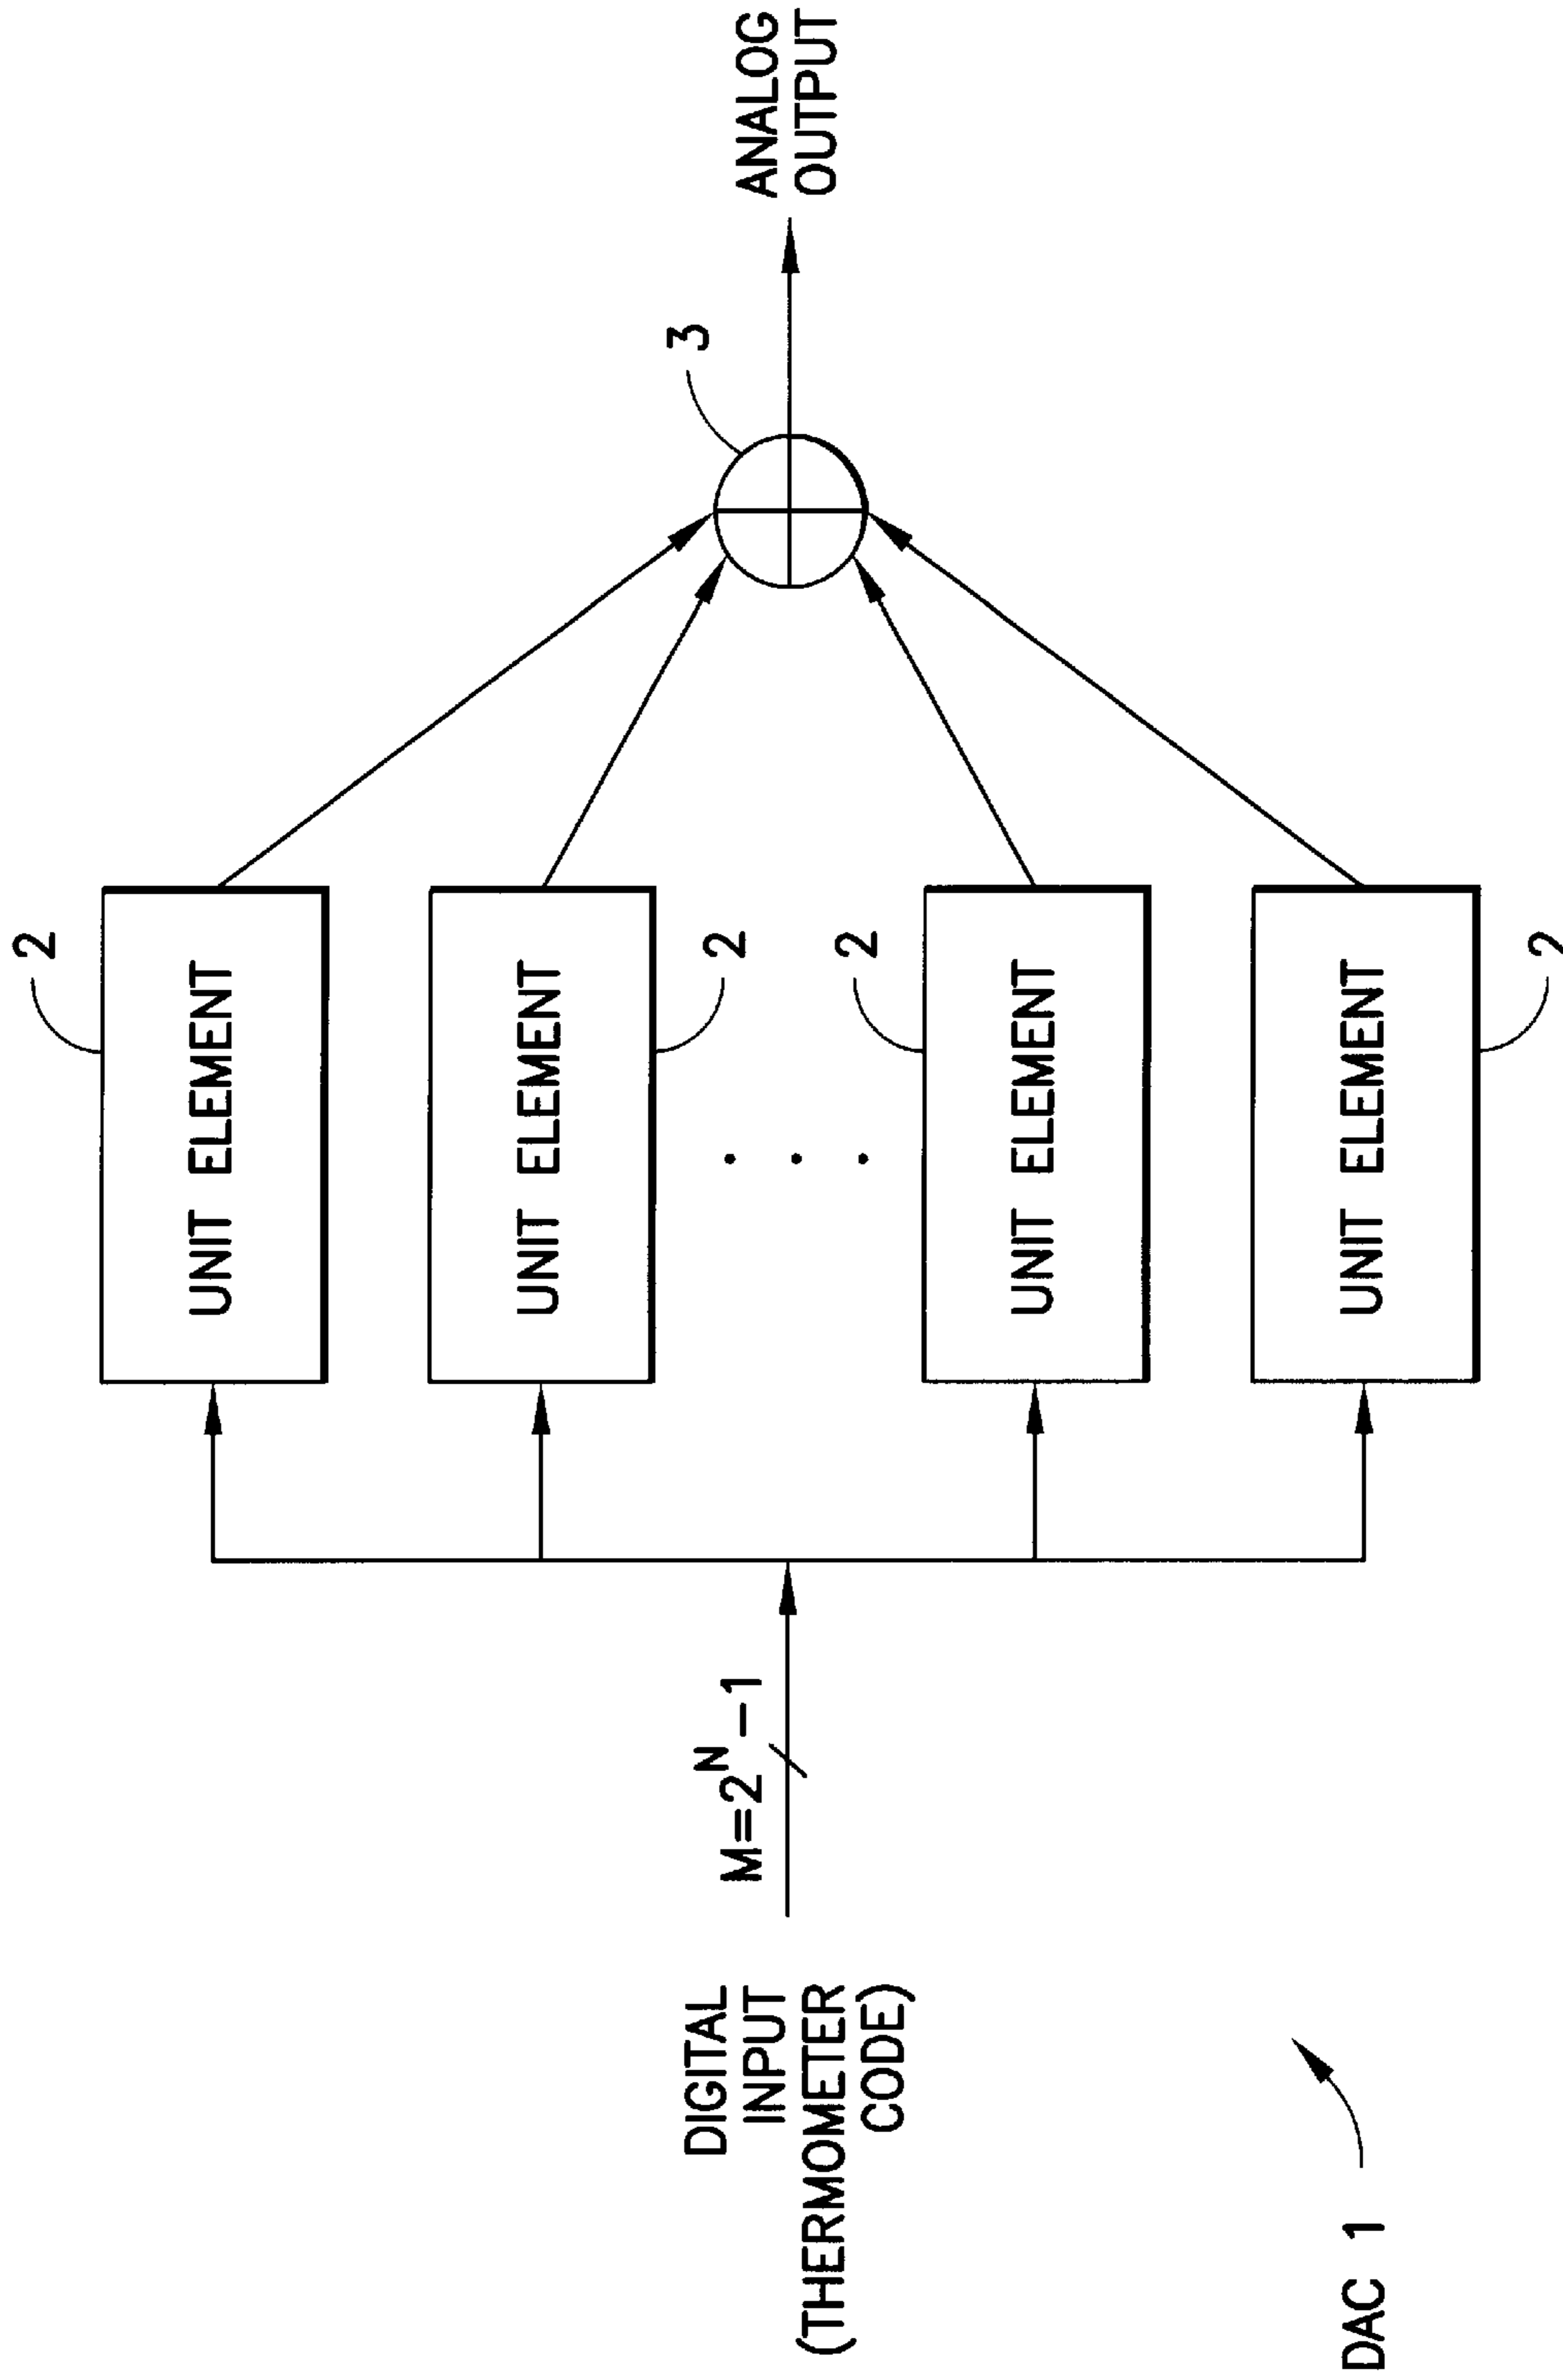 DIGITAL
INPUT
(THERMOMETER
CODE)
M=2^N-1
2
UNIT ELEMENT
UNIT ELEMENT
2
. . .
2
UNIT ELEMENT
UNIT ELEMENT
2
3
ANALOG
OUTPUT
DAC 1